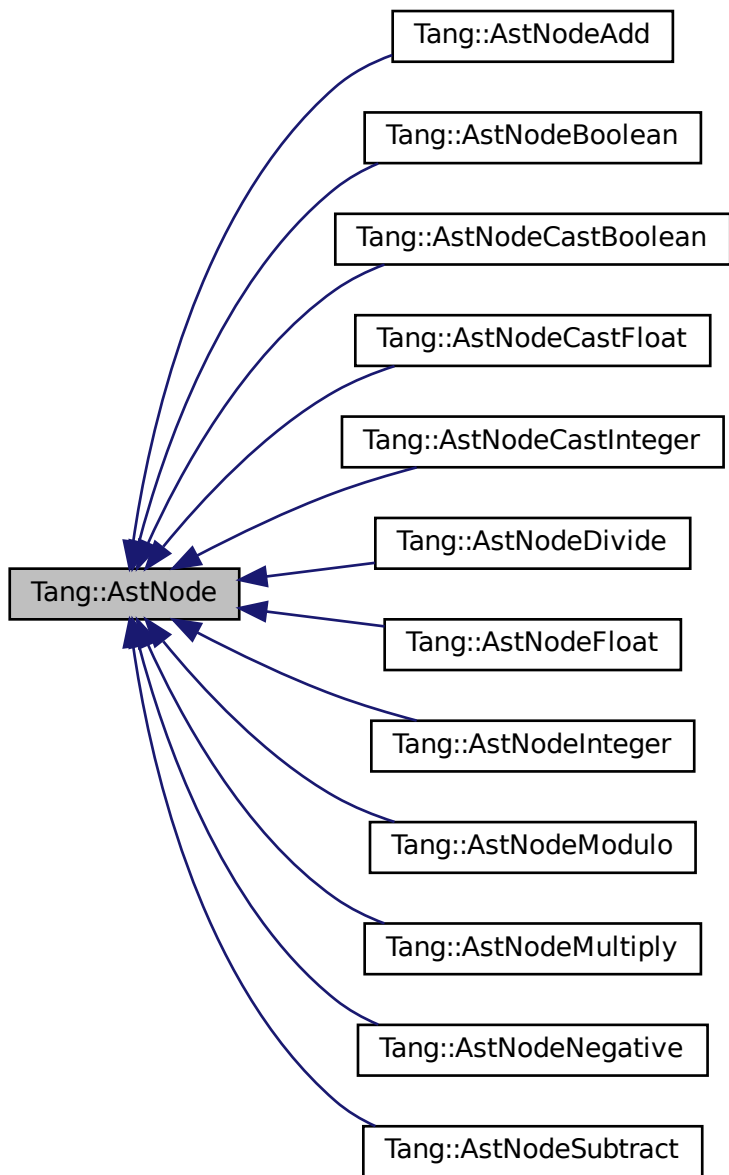 Tang::AstNodeAdd
Tang::AstNodeBoolean
Tang::AstNodeCastBoolean
Tang::AstNodeCastFloat
Tang::AstNodeCastInteger
Tang::AstNodeDivide
Tang::AstNode
Tang::AstNodeFloat
Tang::AstNodeInteger
Tang::AstNodeModulo
Tang::AstNodeMultiply
Tang::AstNodeNegative
Tang::AstNodeSubtract